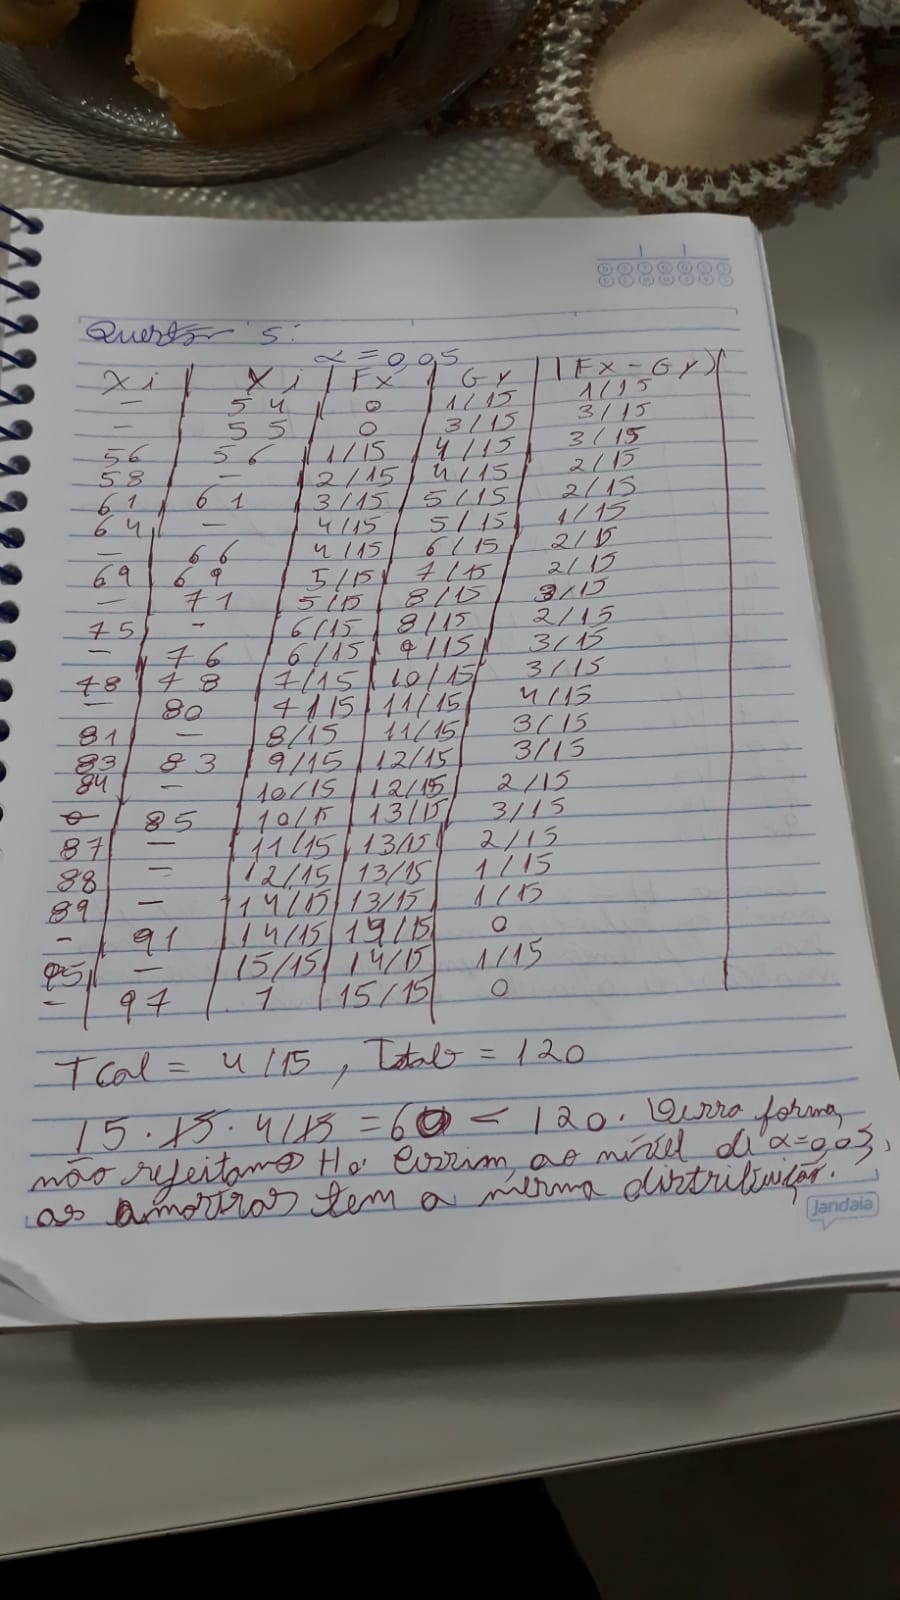 Questão 5:
α = 0,05
Xi | Yi | Fx | Gy | |Fx - Gy|
- | 54 | 0 | 1/15 | 1/15
- | 55 | 0 | 3/15 | 3/15
56 | 56 | 1/15 | 4/15 | 3/15
58 | - | 2/15 | 4/15 | 2/15
61 | 61 | 3/15 | 5/15 | 2/15
64 | - | 4/15 | 5/15 | 1/15
- | 66 | 4/15 | 6/15 | 2/15
69 | 69 | 5/15 | 7/15 | 2/15
- | 71 | 5/15 | 8/15 | 3/15
75 | - | 6/15 | 8/15 | 2/15
- | 76 | 6/15 | 9/15 | 3/15
78 | 78 | 7/15 | 10/15 | 3/15
- | 80 | 7/15 | 11/15 | 4/15
81 | - | 8/15 | 11/15 | 3/15
83 | 83 | 9/15 | 12/15 | 3/15
84 | - | 10/15 | 12/15 | 2/15
- | 85 | 10/15 | 13/15 | 3/15
87 | - | 11/15 | 13/15 | 2/15
88 | - | 12/15 | 13/15 | 1/15
89 | - | 14/15 | 13/15 | 1/15
- | 91 | 14/15 | 14/15 | 0
95 | - | 15/15 | 14/15 | 1/15
- | 97 | 1 | 15/15 | 0
Tcal = 4/15, Ttab = 120
15 · 15 · 4/15 = 60 < 120. Dessa forma,
não rejeitamos H0. Assim, ao nível de α=0,05,
as amostras tem a mesma distribuição.
Jandaia